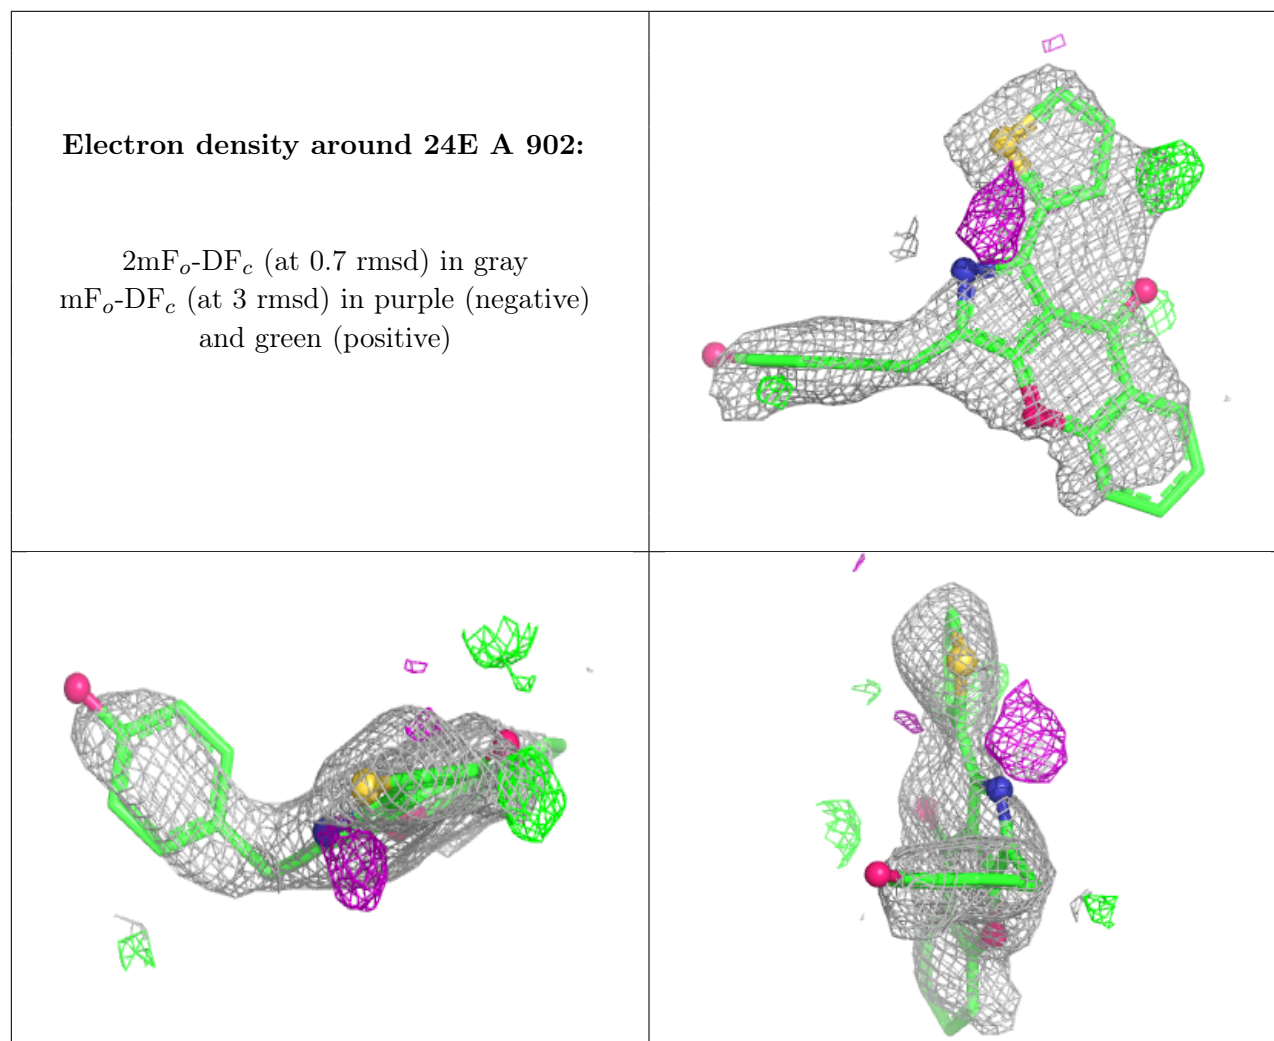 Electron density around 24E A 902:
2mFₒ-DF𝒸 (at 0.7 rmsd) in gray
mFₒ-DF𝒸 (at 3 rmsd) in purple (negative)
and green (positive)